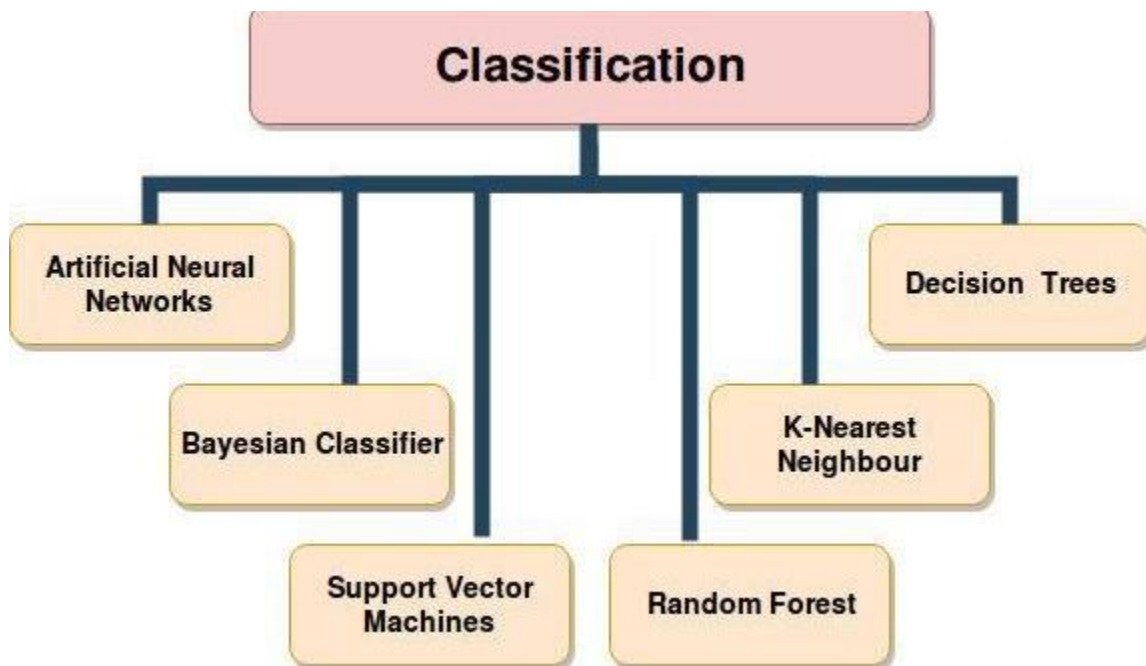 Classification
Artificial Neural
Networks
Decision Trees
Bayesian Classifier
K-Nearest
Neighbour
Support Vector
Machines
Random Forest